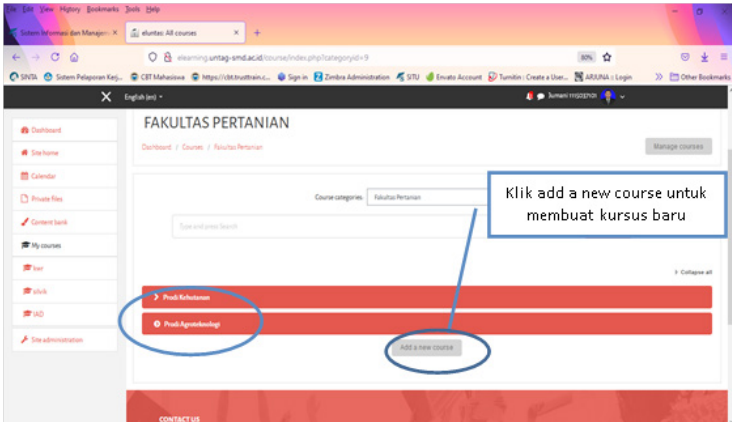 File Edit View History Bookmarks Tools Help
Sistem Informasi dan Manajem
eluntas: All courses
elearning.untag-smd.ac.id/course/index.php?categoryid=9
80%
SINTA
Sistem Pelaporan Kerj...
CBT Mahasiswa
Sign in
Zimbra Administration
SITU
Envato Account
Turnitin : Create a User...
ARJUNA :: Login
Other Bookmarks
English (en)
FAKULTAS PERTANIAN
Dashboard / Courses / Fakultas Pertanian
Manage courses
Dashboard
Site home
Calendar
Private files
Content bank
My courses
silvik
IAD
Site administration
Course categories
Fakultas Pertanian
Klik add a new course untuk
membuat kursus baru
Type and press Search
Collapse all
Prodi Kehutanan
Prodi Agroteknologi
Add a new course
CONTACT US